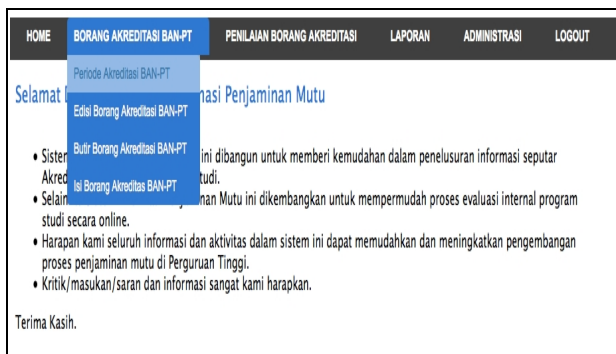 HOME BORANG AKREDITASI BAN-PT PENILAIAN BORANG AKREDITASI LAPORAN ADMINISTRASI LOGOUT
Periode Akreditasi BAN-PT
Selamat masi Penjaminan Mutu
Edisi Borang Akreditasi BAN-PT
Butir Borang Akreditasi BAN-PT
• Sistem ini dibangun untuk memberi kemudahan dalam penelusuran informasi seputar
Akred tudi.
Isi Borang Akreditas BAN-PT
• Selain nan Mutu ini dikembangkan untuk mempermudah proses evaluasi internal program
studi secara online.
• Harapan kami seluruh informasi dan aktivitas dalam sistem ini dapat memudahkan dan meningkatkan pengembangan
proses penjaminan mutu di Perguruan Tinggi.
• Kritik/masukan/saran dan informasi sangat kami harapkan.
Terima Kasih.